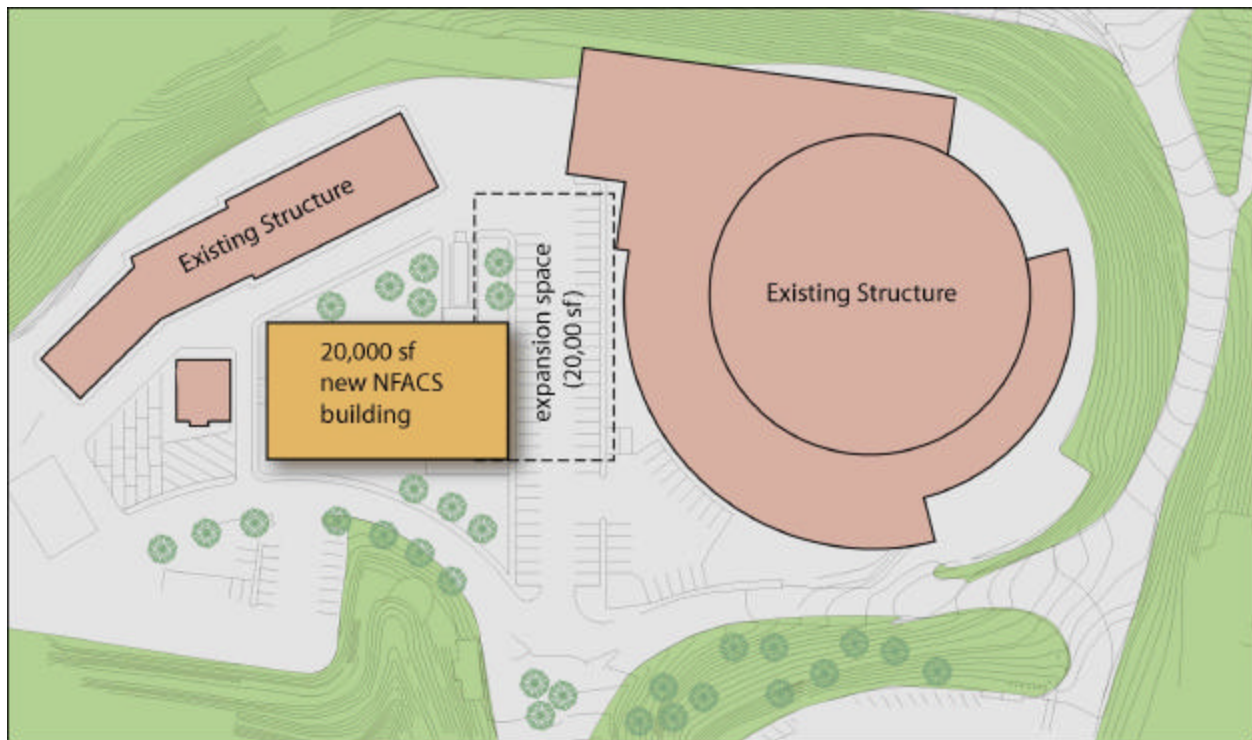 Existing Structure
20,000 sf
new NFACS
building
expansion space
(20,00 sf)
Existing Structure